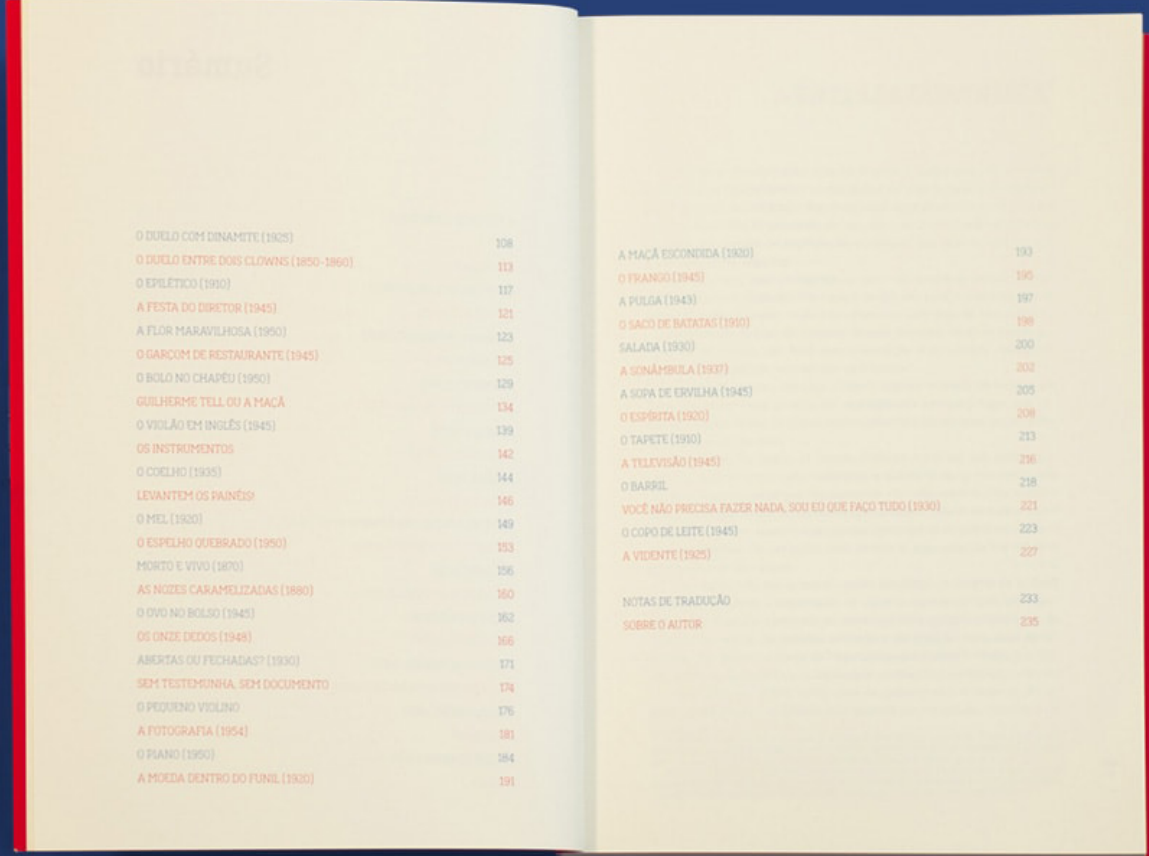 O DUELO COM DINAMITE (1925) 108
O DUELO ENTRE DOIS CLOWNS (1850-1860) 113
O EPILÉTICO (1910) 117
A FESTA DO DIRETOR (1945) 121
A FLOR MARAVILHOSA (1950) 123
O GARÇOM DE RESTAURANTE (1945) 125
O BOLO NO CHAPÉU (1950) 129
GUILHERME TELL OU A MAÇÃ 134
O VIOLÃO EM INGLÊS (1945) 139
OS INSTRUMENTOS 142
O COELHO (1935) 144
LEVANTEM OS PAINÉIS! 146
O MEL (1920) 149
O ESPELHO QUEBRADO (1950) 153
MORTO E VIVO (1870) 156
AS NOZES CARAMELIZADAS (1880) 160
O OVO NO BOLSO (1945) 162
OS ONZE DEDOS (1948) 166
ABERTAS OU FECHADAS? (1930) 171
SEM TESTEMUNHA, SEM DOCUMENTO 174
O PEQUENO VIOLINO 176
A FOTOGRAFIA (1954) 181
O PIANO (1950) 184
A MOEDA DENTRO DO FUNIL (1920) 191
A MAÇÃ ESCONDIDA (1920) 193
O FRANGO (1945) 195
A PULGA (1943) 197
O SACO DE BATATAS (1910) 198
SALADA (1930) 200
A SONÂMBULA (1937) 202
A SOPA DE ERVILHA (1945) 205
O ESPÍRITA (1920) 208
O TAPETE (1910) 213
A TELEVISÃO (1945) 216
O BARRIL 218
VOCÊ NÃO PRECISA FAZER NADA, SOU EU QUE FAÇO TUDO (1930) 221
O COPO DE LEITE (1945) 223
A VIDENTE (1925) 227
NOTAS DE TRADUÇÃO 233
SOBRE O AUTOR 235